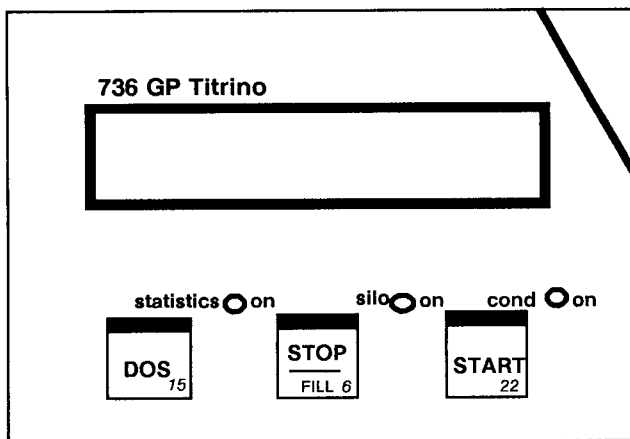 736 GP Titrino
statistics on silo on cond on
DOS 15
STOP
FILL 6
START 22